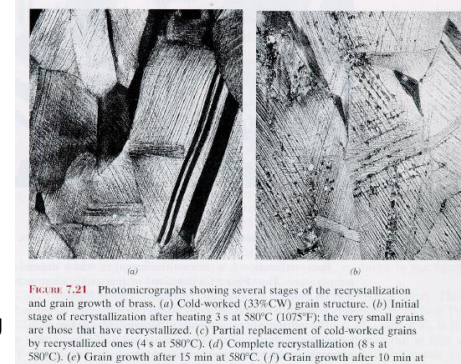 (a)
(b)
FIGURE 7.21 Photomicrographs showing several stages of the recrystallization
and grain growth of brass. (a) Cold-worked (33%CW) grain structure. (b) Initial
stage of recrystallization after heating 3 s at 580°C (1075°F); the very small grains
are those that have recrystallized. (c) Partial replacement of cold-worked grains
by recrystallized ones (4 s at 580°C). (d) Complete recrystallization (8 s at
580°C). (e) Grain growth after 15 min at 580°C. (f) Grain growth after 10 min at